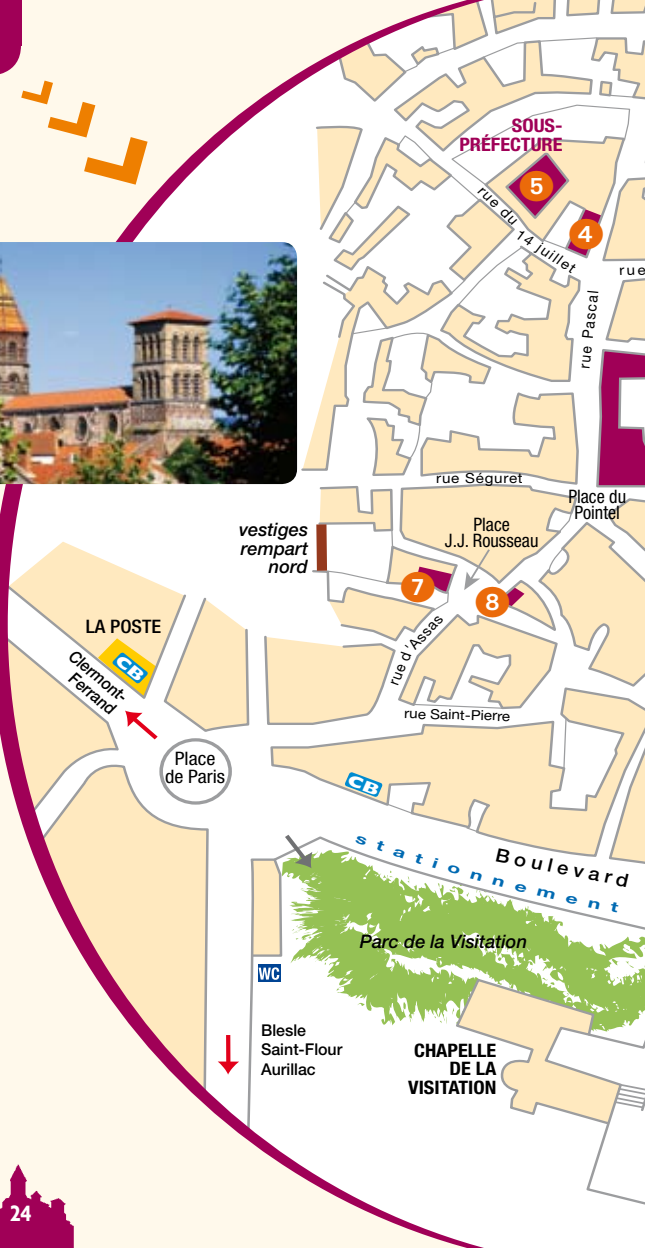 SOUS-
PRÉFECTURE
5
4
rue du 14 juillet
rue
rue Pascal
rue Séguret
Place du
Pointel
vestiges
rempart
nord
Place
J.J. Rousseau
7
8
rue d'Assas
LA POSTE
CB
Clermont-
Ferrand
rue Saint-Pierre
Place
de Paris
CB
Boulevard
stationnement
Parc de la Visitation
WC
Blesle
Saint-Flour
Aurillac
CHAPELLE
DE LA
VISITATION
24